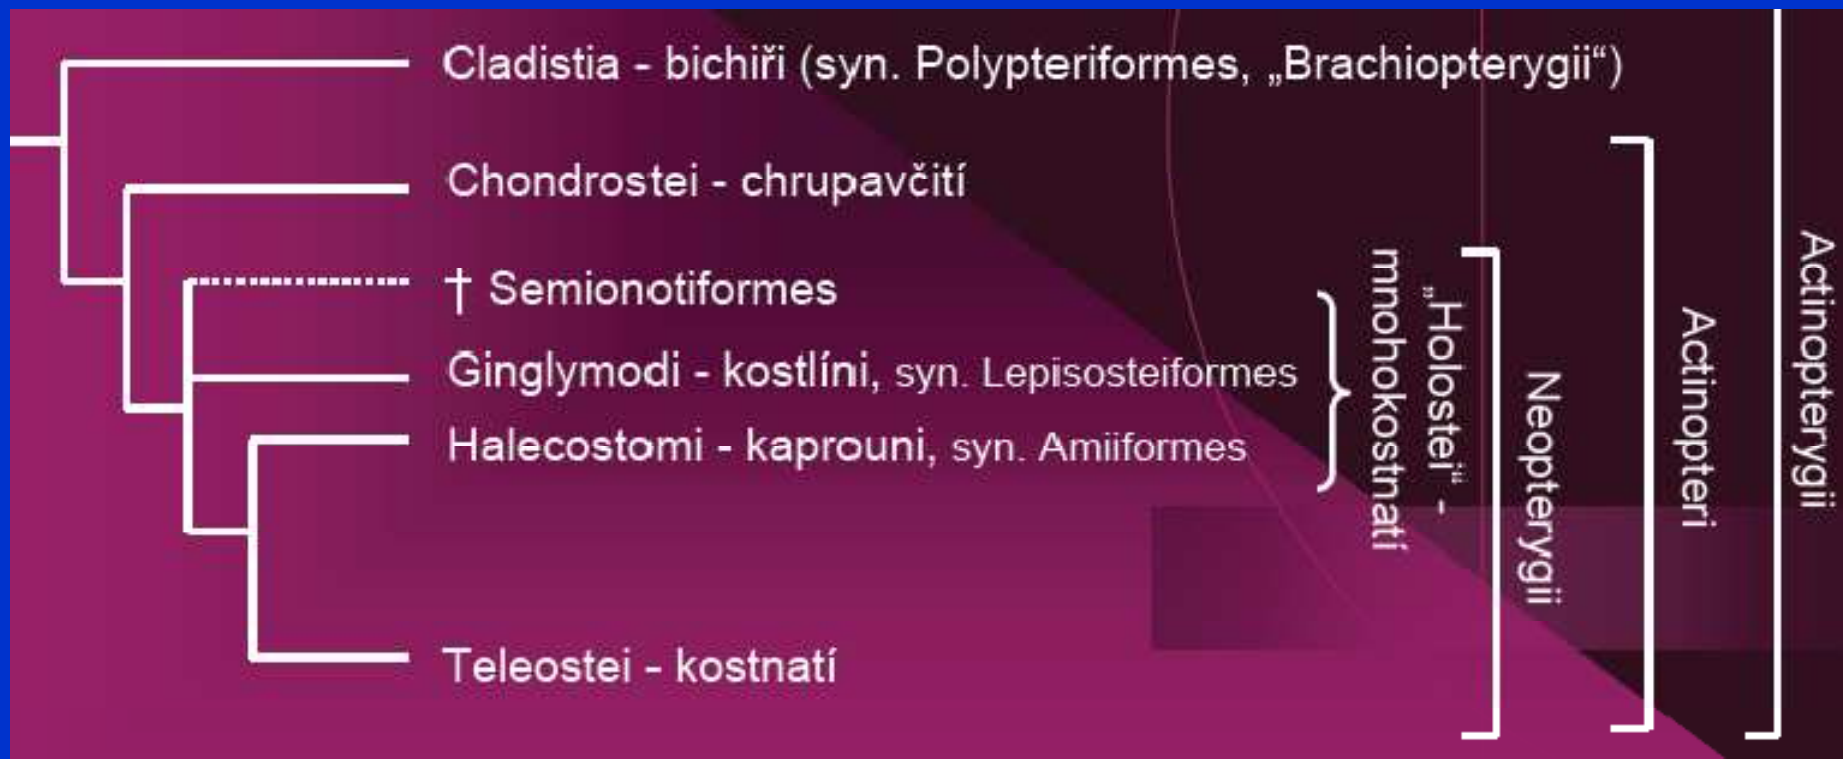 Cladistia - bichiři (syn. Polypteriformes, „Brachiopterygii“)
Chondrostei - chrupavčití
† Semionotiformes
Ginglymodi - kostlíni, syn. Lepisosteiformes
Halecostomi - kaprouni, syn. Amiiformes
Teleostei - kostnatí
„Holostei“ -
mnohokostnatí
Neopterygii
Actinopteri
Actinopterygii